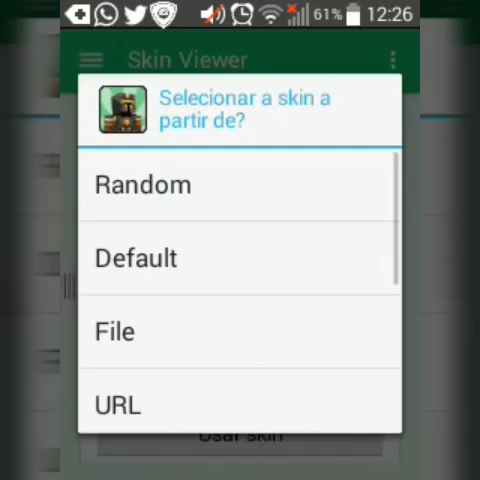 61% 12:26
Skin Viewer
Selecionar a skin a
partir de?
Random
Default
File
URL
Usar skin